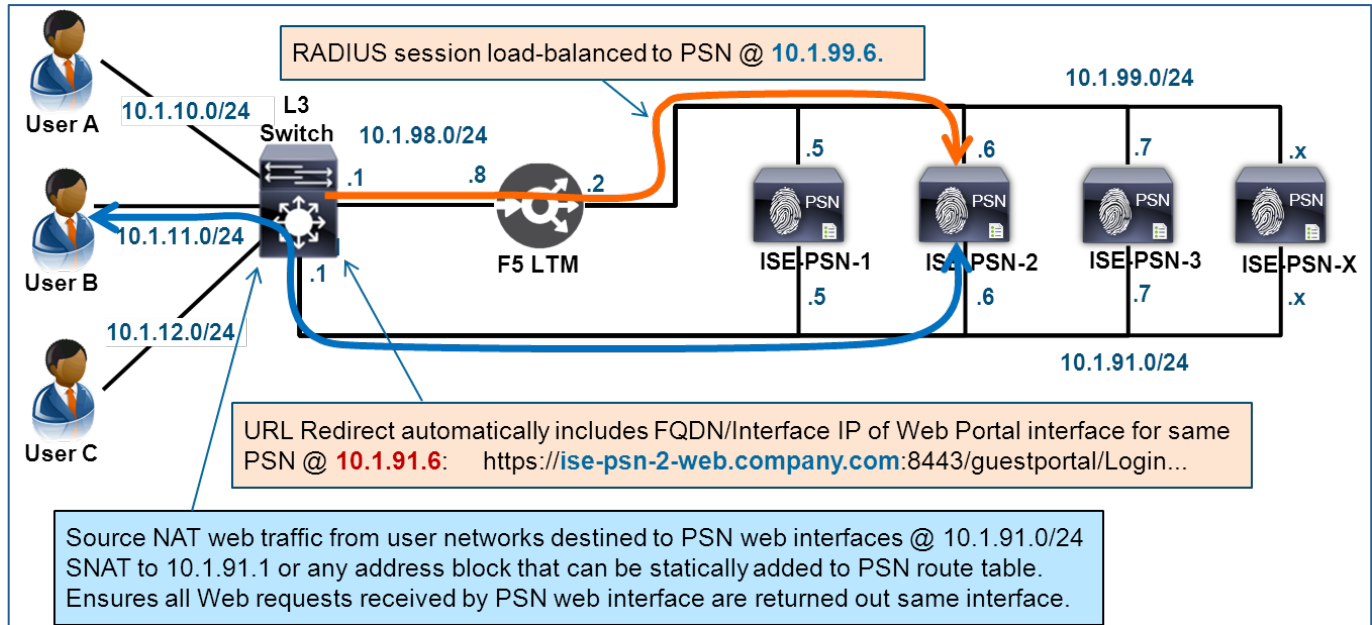 RADIUS session load-balanced to PSN @ 10.1.99.6.
10.1.99.0/24
User A
10.1.10.0/24
L3
Switch
10.1.98.0/24
.1
.8
.2
F5 LTM
.5
.6
.7
.x
PSN
PSN
PSN
PSN
ISE-PSN-1
ISE-PSN-2
ISE-PSN-3
ISE-PSN-X
User B
10.1.11.0/24
.1
.5
.6
.7
.x
10.1.12.0/24
10.1.91.0/24
User C
URL Redirect automatically includes FQDN/Interface IP of Web Portal interface for same
PSN @ 10.1.91.6: https://ise-psn-2-web.company.com:8443/guestportal/Login...
Source NAT web traffic from user networks destined to PSN web interfaces @ 10.1.91.0/24
SNAT to 10.1.91.1 or any address block that can be statically added to PSN route table.
Ensures all Web requests received by PSN web interface are returned out same interface.